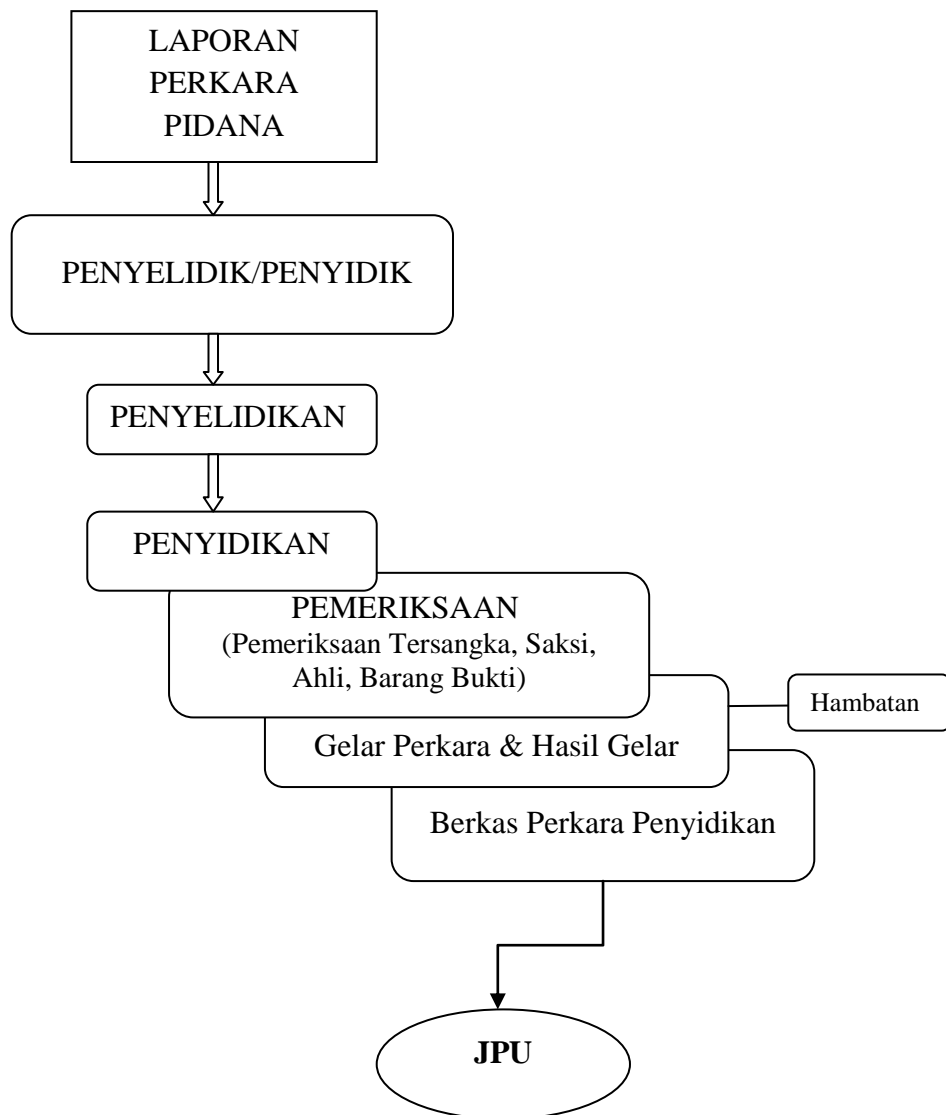 LAPORAN
PERKARA
PIDANA
PENYELIDIK/PENYIDIK
PENYELIDIKAN
PENYIDIKAN
PEMERIKSAAN
(Pemeriksaan Tersangka, Saksi,
Ahli, Barang Bukti)
Hambatan
Gelar Perkara & Hasil Gelar
Berkas Perkara Penyidikan
JPU